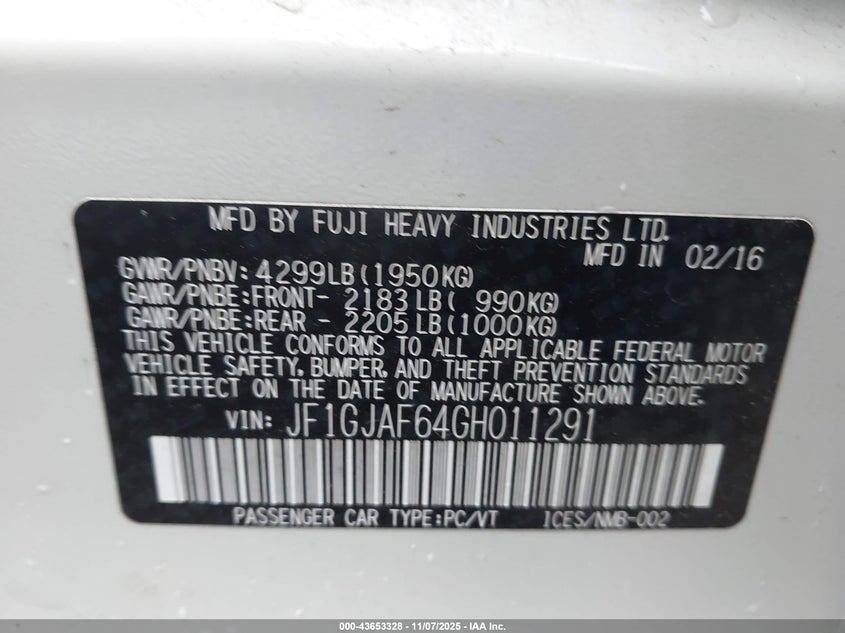 MFD BY FUJI HEAVY INDUSTRIES LTD.
MFD IN 02/16
GVWR/PNBV: 4299LB(1950KG)
GAWR/PNBE:FRONT- 2183LB( 990KG)
GAWR/PNBE:REAR - 2205LB(1000KG)
THIS VEHICLE CONFORMS TO ALL APPLICABLE FEDERAL MOTOR
VEHICLE SAFETY, BUMPER, AND THEFT PREVENTION STANDARDS
IN EFFECT ON THE DATE OF MANUFACTURE SHOWN ABOVE.
VIN: JF1GJAF64GH011291
PASSENGER CAR TYPE:PC/VT ICES/NMB-002
000-43653328 - 11/07/2025 - IAA Inc.